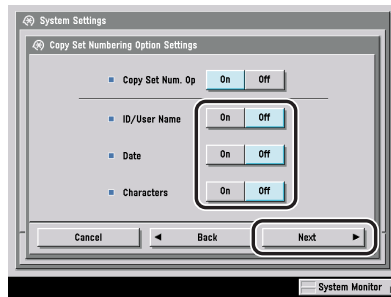 System Settings
Copy Set Numbering Option Settings
Copy Set Num. Op On Off
ID/User Name On Off
Date On Off
Characters On Off
Cancel ◄ Back Next ►
System Monitor